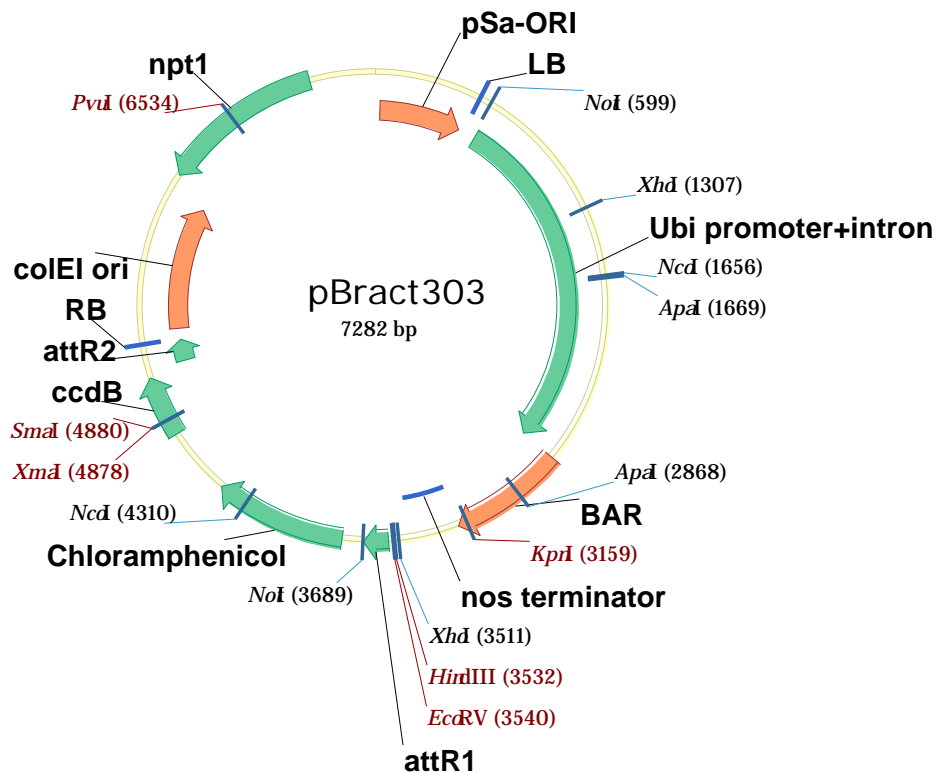 pSa-ORI
LB
NotI (599)
XhoI (1307)
Ubi promoter+intron
NcoI (1656)
ApaI (1669)
ApaI (2868)
BAR
KpnI (3159)
nos terminator
XhoI (3511)
HindIII (3532)
EcoRV (3540)
attR1
NotI (3689)
Chloramphenicol
NcoI (4310)
XmaI (4878)
SmaI (4880)
ccdB
attR2
RB
colEI ori
PvuI (6534)
npt1
pBract303
7282 bp